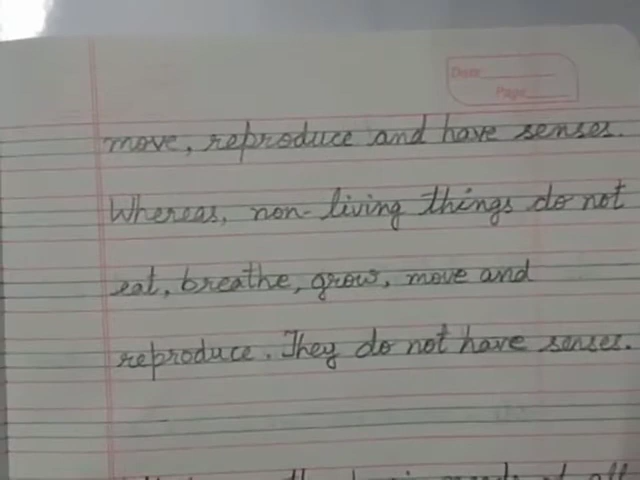 Date
Page
move, reproduce and have senses.
Whereas, non-living things do not
eat, breathe, grow, move and
reproduce. They do not have senses.